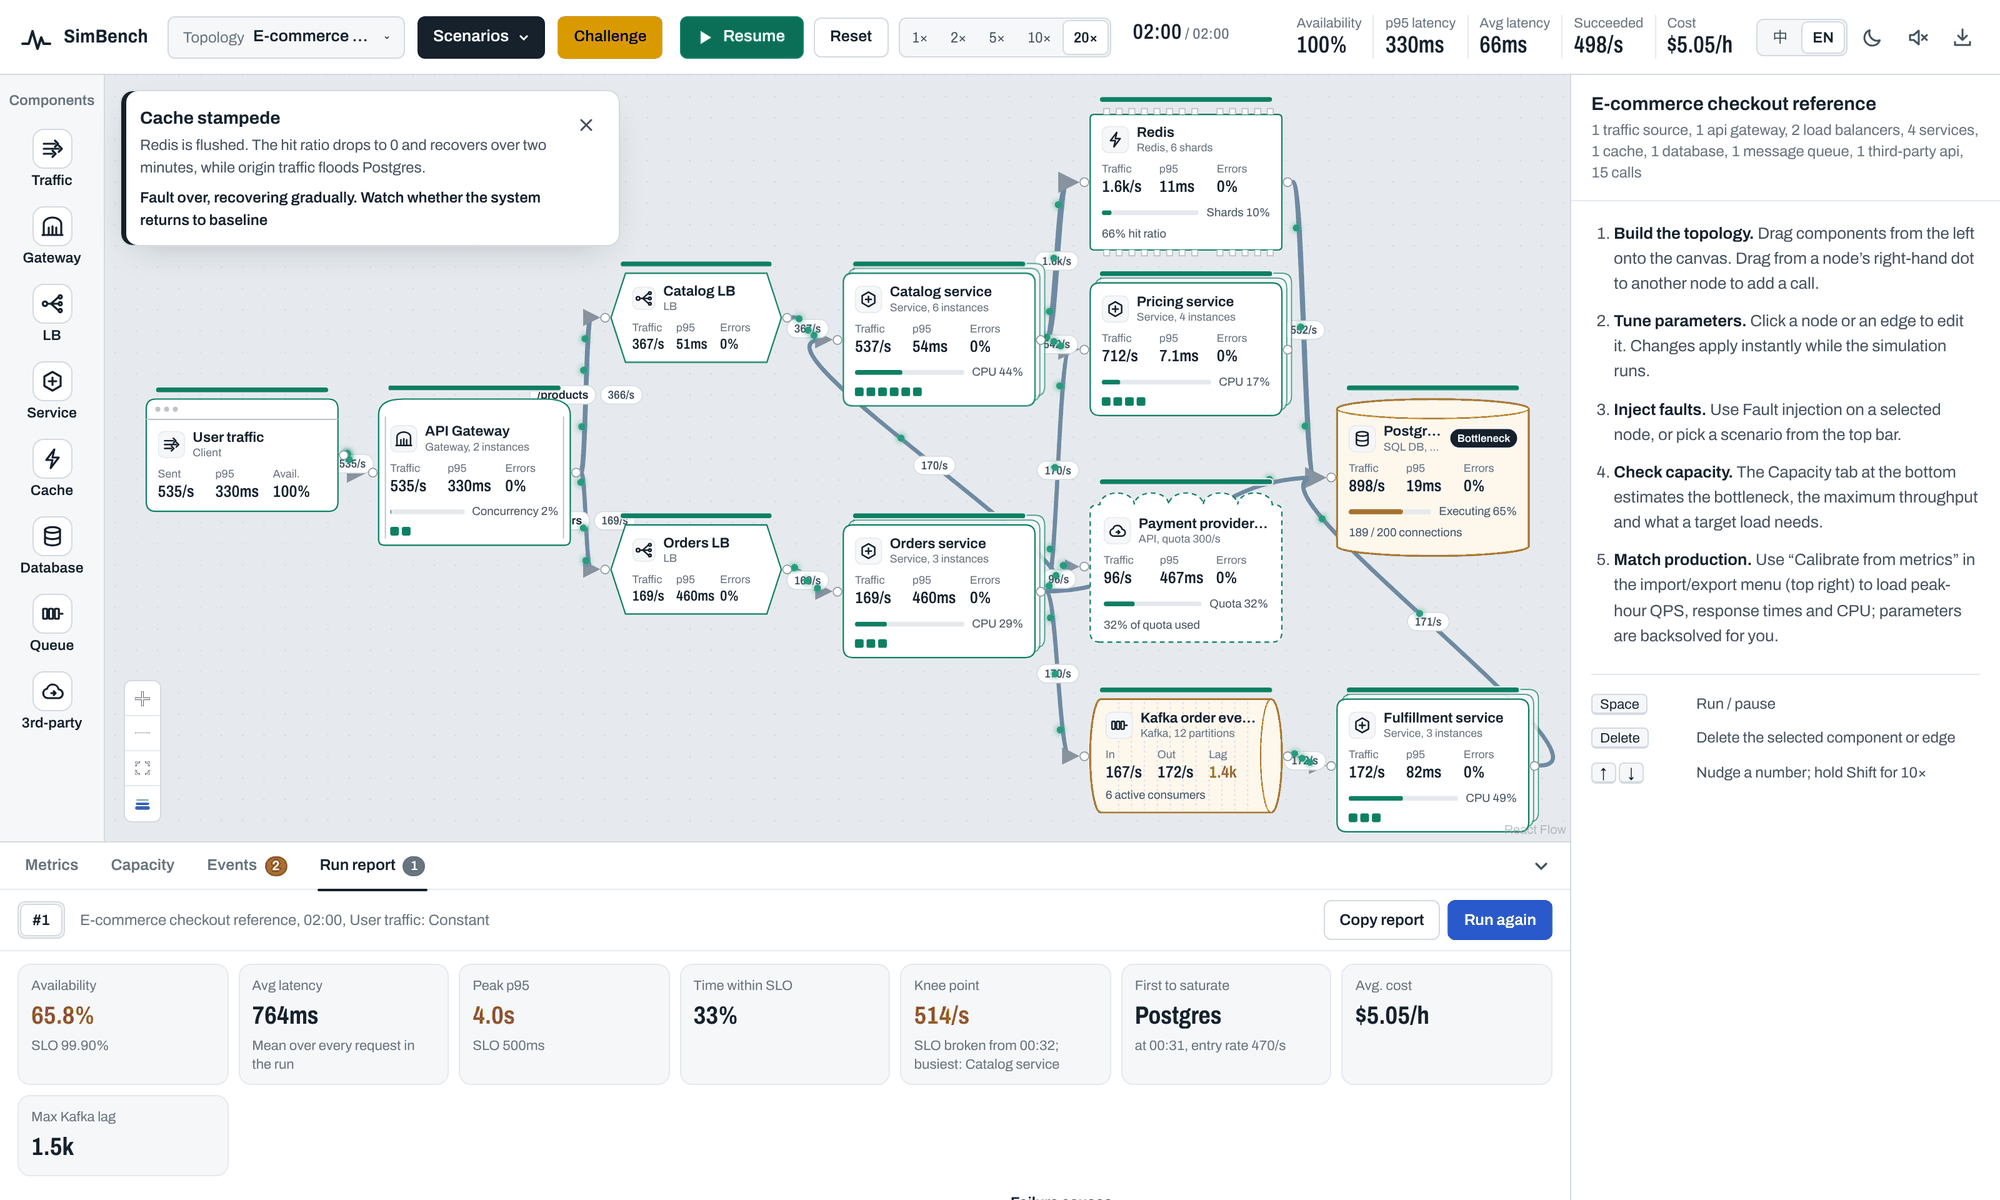 SimBench
Topology E-commerce ...
Scenarios
Challenge
Resume
Reset
1×
2×
5×
10×
20×
02:00 / 02:00
Availability
100%
p95 latency
330ms
Avg latency
66ms
Succeeded
498/s
Cost
$5.05/h
中
EN
Components
Traffic
Gateway
LB
Service
Cache
Database
Queue
3rd-party
Cache stampede
Redis is flushed. The hit ratio drops to 0 and recovers over two
minutes, while origin traffic floods Postgres.
Fault over, recovering gradually. Watch whether the system
returns to baseline
User traffic
Client
Sent p95 Avail.
535/s 330ms 100%
535/s
API Gateway
Gateway, 2 instances
Traffic p95 Errors
535/s 330ms 0%
Concurrency 2%
/products
366/s
169/s
Catalog LB
LB
Traffic p95 Errors
367/s 51ms 0%
367/s
Orders LB
LB
Traffic p95 Errors
169/s 460ms 0%
169/s
Catalog service
Service, 6 instances
Traffic p95 Errors
537/s 54ms 0%
CPU 44%
170/s
Orders service
Service, 3 instances
Traffic p95 Errors
169/s 460ms 0%
CPU 29%
1.6k/s
542/s
170/s
96/s
170/s
Redis
Redis, 6 shards
Traffic p95 Errors
1.6k/s 11ms 0%
Shards 10%
66% hit ratio
Pricing service
Service, 4 instances
Traffic p95 Errors
712/s 7.1ms 0%
CPU 17%
532/s
Payment provider...
API, quota 300/s
Traffic p95 Errors
96/s 467ms 0%
Quota 32%
32% of quota used
Kafka order eve...
Kafka, 12 partitions
In Out Lag
167/s 172/s 1.4k
6 active consumers
172/s
Postgr...
SQL DB, ...
Bottleneck
Traffic p95 Errors
898/s 19ms 0%
Executing 65%
189 / 200 connections
171/s
Fulfillment service
Service, 3 instances
Traffic p95 Errors
172/s 82ms 0%
CPU 49%
React Flow
E-commerce checkout reference
1 traffic source, 1 api gateway, 2 load balancers, 4 services,
1 cache, 1 database, 1 message queue, 1 third-party api,
15 calls
1. Build the topology. Drag components from the left
onto the canvas. Drag from a node’s right-hand dot
to another node to add a call.
2. Tune parameters. Click a node or an edge to edit
it. Changes apply instantly while the simulation
runs.
3. Inject faults. Use Fault injection on a selected
node, or pick a scenario from the top bar.
4. Check capacity. The Capacity tab at the bottom
estimates the bottleneck, the maximum throughput
and what a target load needs.
5. Match production. Use “Calibrate from metrics” in
the import/export menu (top right) to load peak-
hour QPS, response times and CPU; parameters
are backsolved for you.
Space Run / pause
Delete Delete the selected component or edge
↑ ↓ Nudge a number; hold Shift for 10×
Metrics
Capacity
Events 2
Run report 1
#1 E-commerce checkout reference, 02:00, User traffic: Constant
Copy report
Run again
Availability
65.8%
SLO 99.90%
Avg latency
764ms
Mean over every request in
the run
Peak p95
4.0s
SLO 500ms
Time within SLO
33%
Knee point
514/s
SLO broken from 00:32;
busiest: Catalog service
First to saturate
Postgres
at 00:31, entry rate 470/s
Avg. cost
$5.05/h
Max Kafka lag
1.5k